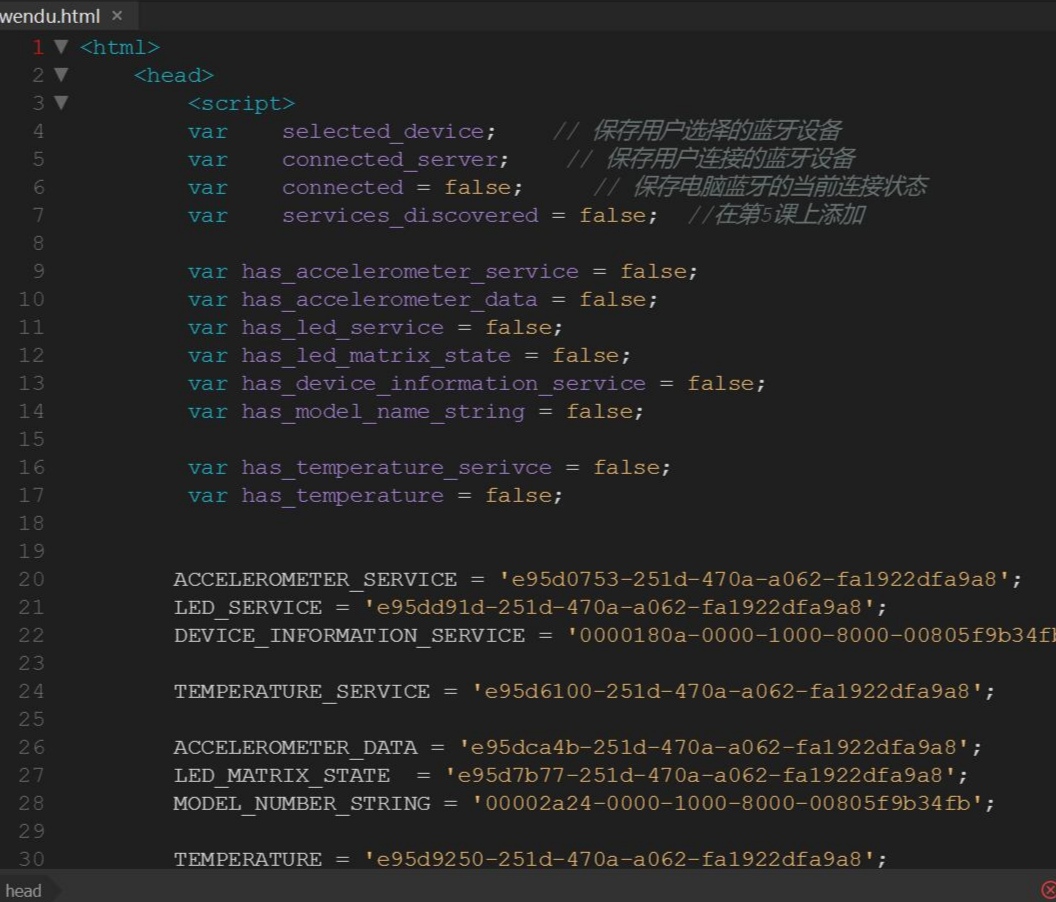 wendu.html ×
1 ▼ <html>
2 ▼ <head>
3 ▼ <script>
4 var selected_device; // 保存用户选择的蓝牙设备
5 var connected_server; // 保存用户连接的蓝牙设备
6 var connected = false; // 保存电脑蓝牙的当前连接状态
7 var services_discovered = false; //在第5课上添加
8
9 var has_accelerometer_service = false;
10 var has_accelerometer_data = false;
11 var has_led_service = false;
12 var has_led_matrix_state = false;
13 var has_device_information_service = false;
14 var has_model_name_string = false;
15
16 var has_temperature_serivce = false;
17 var has_temperature = false;
18
19
20 ACCELEROMETER_SERVICE = 'e95d0753-251d-470a-a062-fa1922dfa9a8';
21 LED_SERVICE = 'e95dd91d-251d-470a-a062-fa1922dfa9a8';
22 DEVICE_INFORMATION_SERVICE = '0000180a-0000-1000-8000-00805f9b34fb
23
24 TEMPERATURE_SERVICE = 'e95d6100-251d-470a-a062-fa1922dfa9a8';
25
26 ACCELEROMETER_DATA = 'e95dca4b-251d-470a-a062-fa1922dfa9a8';
27 LED_MATRIX_STATE = 'e95d7b77-251d-470a-a062-fa1922dfa9a8';
28 MODEL_NUMBER_STRING = '00002a24-0000-1000-8000-00805f9b34fb';
29
30 TEMPERATURE = 'e95d9250-251d-470a-a062-fa1922dfa9a8';
head